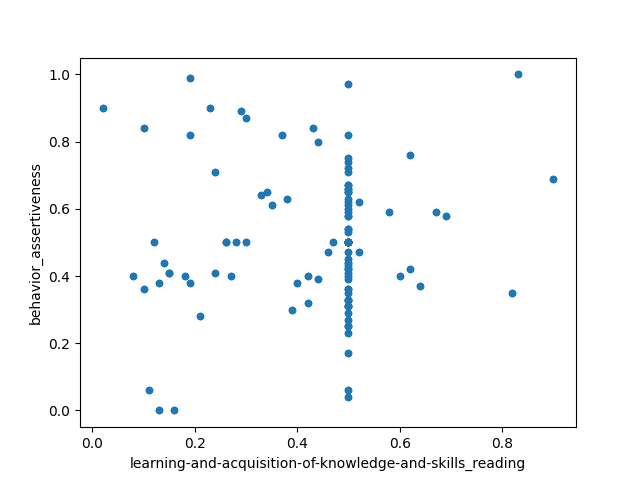 1.0
0.8
0.6
0.4
0.2
0.0
behavior_assertiveness
0.0 0.2 0.4 0.6 0.8
learning-and-acquisition-of-knowledge-and-skills_reading